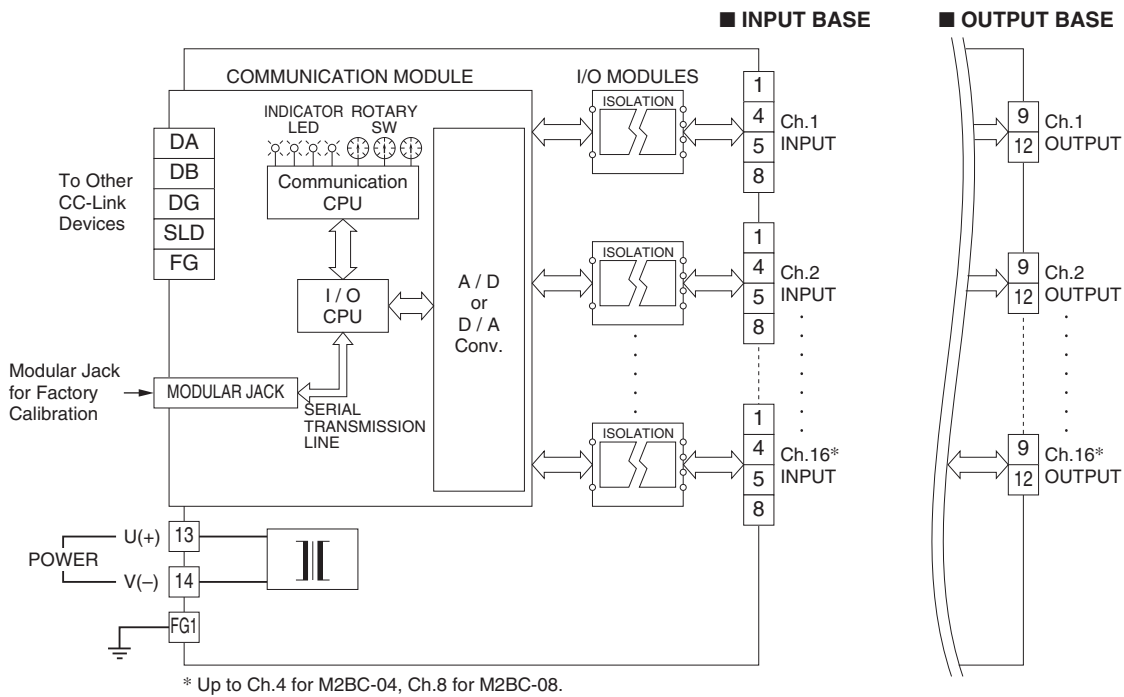 ■ INPUT BASE
■ OUTPUT BASE
COMMUNICATION MODULE
I/O MODULES
INDICATOR LED
ROTARY SW
Communication CPU
To Other
CC-Link
Devices
DA
DB
DG
SLD
FG
I / O
CPU
A / D
or
D / A
Conv.
Modular Jack
for Factory
Calibration
MODULAR JACK
SERIAL
TRANSMISSION
LINE
ISOLATION
1
4
5
8
Ch.1
INPUT
ISOLATION
1
4
5
8
Ch.2
INPUT
ISOLATION
1
4
5
8
Ch.16*
INPUT
9
12
Ch.1
OUTPUT
9
12
Ch.2
OUTPUT
9
12
Ch.16*
OUTPUT
POWER
U(+)
13
V(–)
14
FG1
* Up to Ch.4 for M2BC-04, Ch.8 for M2BC-08.